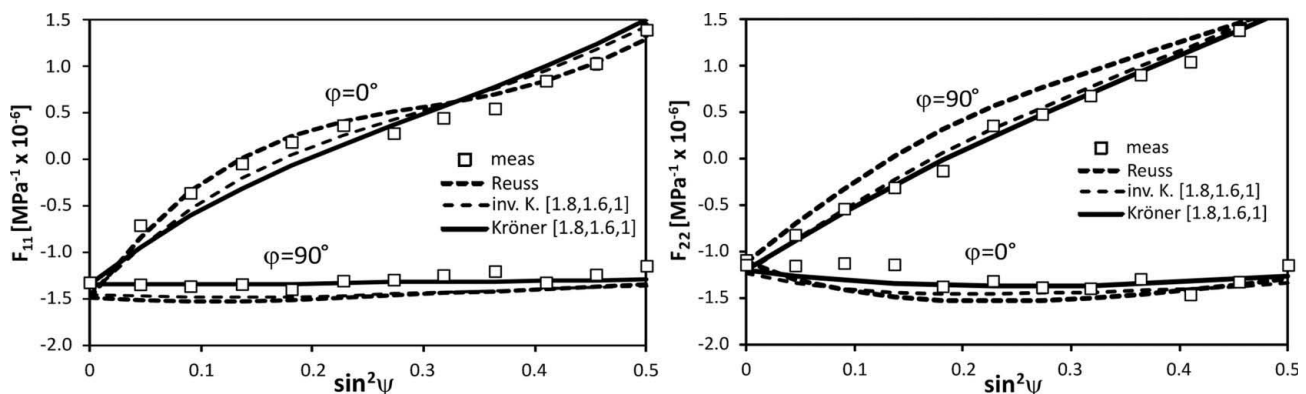 F11 [MPa-1 x 10-6]
1.5
1.0
0.5
0.0
-0.5
-1.0
-1.5
-2.0
φ=0°
meas
Reuss
inv. K. [1.8,1.6,1]
Kröner [1.8,1.6,1]
φ=90°
0
0.1
0.2
0.3
0.4
0.5
sin²ψ
F22 [MPa-1 x 10-6]
1.5
1.0
0.5
0.0
-0.5
-1.0
-1.5
-2.0
φ=90°
meas
Reuss
inv. K. [1.8,1.6,1]
Kröner [1.8,1.6,1]
φ=0°
0
0.1
0.2
0.3
0.4
0.5
sin²ψ